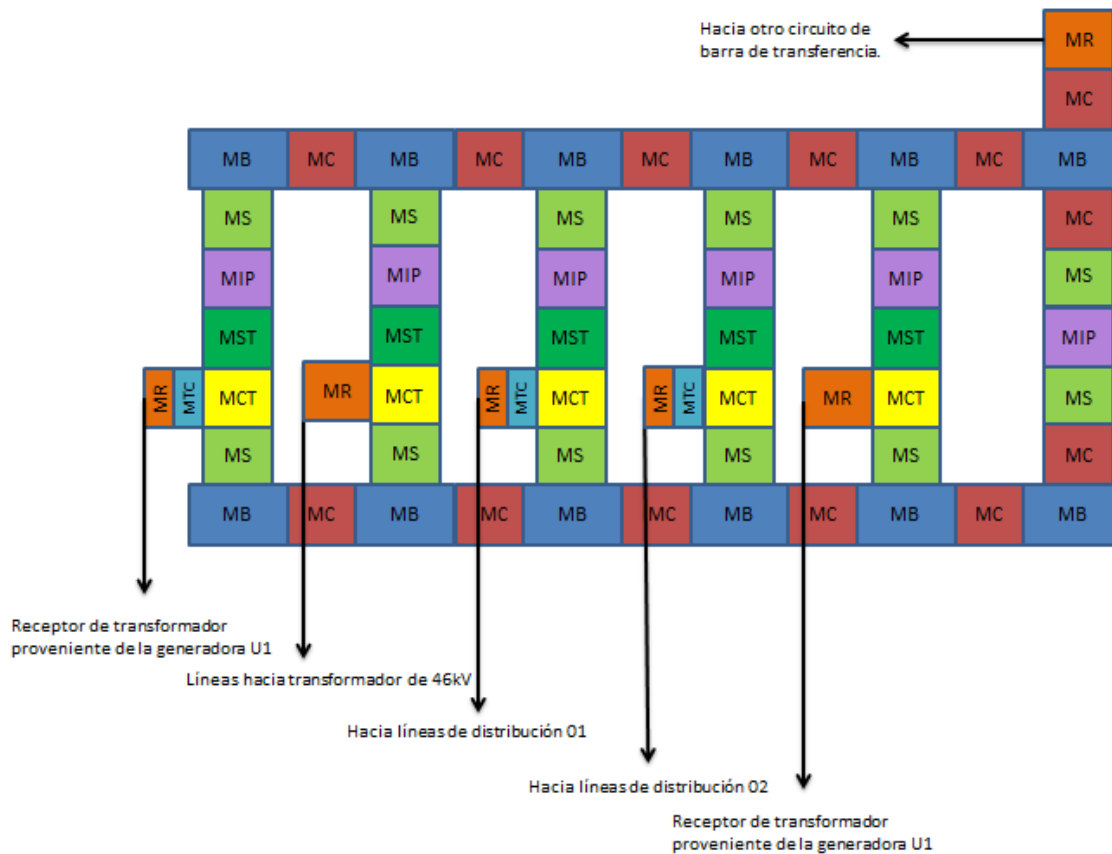 Hacia otro circuito de
barra de transferencia.
MR
MC
MB MC MB MC MB MC MB MC MB MC MB
MS MS MS MS MS MC
MIP MIP MIP MIP MIP MS
MST MST MST MST MST MIP
MR MTC MCT MR MCT MR MTC MCT MR MTC MCT MR MCT MS
MS MS MS MS MS MC
MB MC MB MC MB MC MB MC MB MC MB
Receptor de transformador
proveniente de la generadora U1
Líneas hacia transformador de 46kV
Hacia líneas de distribución 01
Hacia líneas de distribución 02
Receptor de transformador
proveniente de la generadora U1